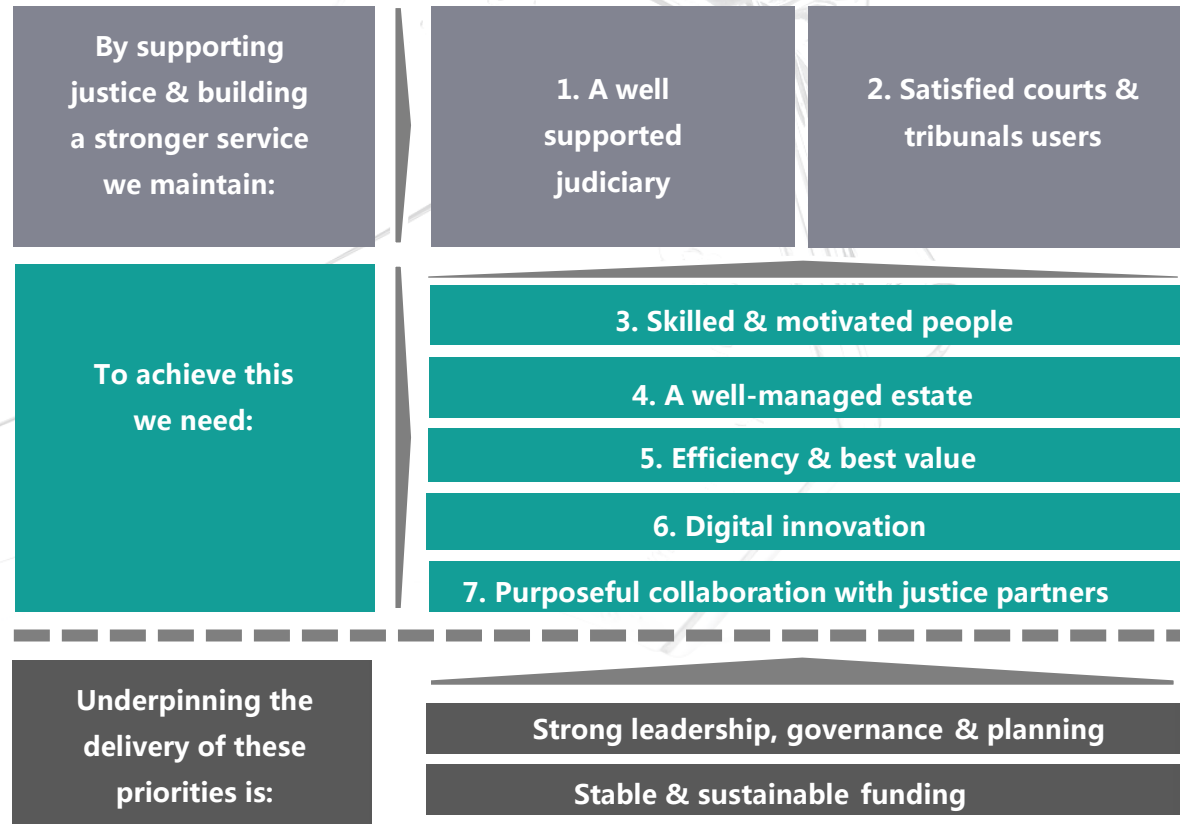 By supporting
justice & building
a stronger service
we maintain:
1. A well
supported
judiciary
2. Satisfied courts &
tribunals users
To achieve this
we need:
3. Skilled & motivated people
4. A well-managed estate
5. Efficiency & best value
6. Digital innovation
7. Purposeful collaboration with justice partners
Underpinning the
delivery of these
priorities is:
Strong leadership, governance & planning
Stable & sustainable funding